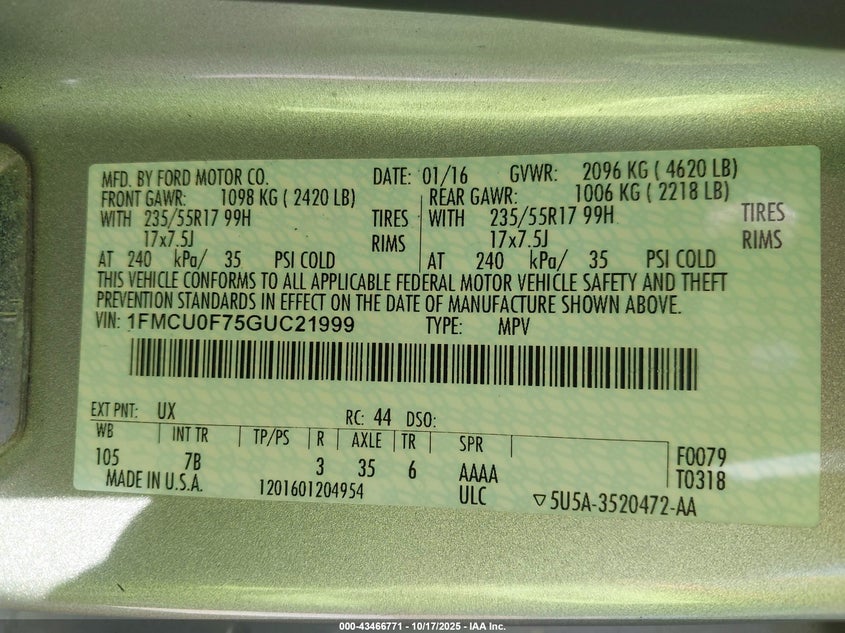 MFD. BY FORD MOTOR CO. DATE: 01/16 GVWR: 2096 KG ( 4620 LB)
FRONT GAWR: 1098 KG ( 2420 LB) REAR GAWR: 1006 KG ( 2218 LB)
WITH 235/55R17 99H TIRES WITH 235/55R17 99H TIRES
17x7.5J RIMS 17x7.5J RIMS
AT 240 kPa/ 35 PSI COLD AT 240 kPa/ 35 PSI COLD
THIS VEHICLE CONFORMS TO ALL APPLICABLE FEDERAL MOTOR VEHICLE SAFETY AND THEFT
PREVENTION STANDARDS IN EFFECT ON THE DATE OF MANUFACTURE SHOWN ABOVE.
VIN: 1FMCU0F75GUC21999 TYPE: MPV
EXT PNT: UX RC: 44 DSO:
WB INT TR TP/PS R AXLE TR SPR
105 7B 3 35 6 AAAA F0079
MADE IN U.S.A. 1201601204954 ULC T0318
▽5U5A-3520472-AA
000-43466771 - 10/17/2025 - IAA Inc.